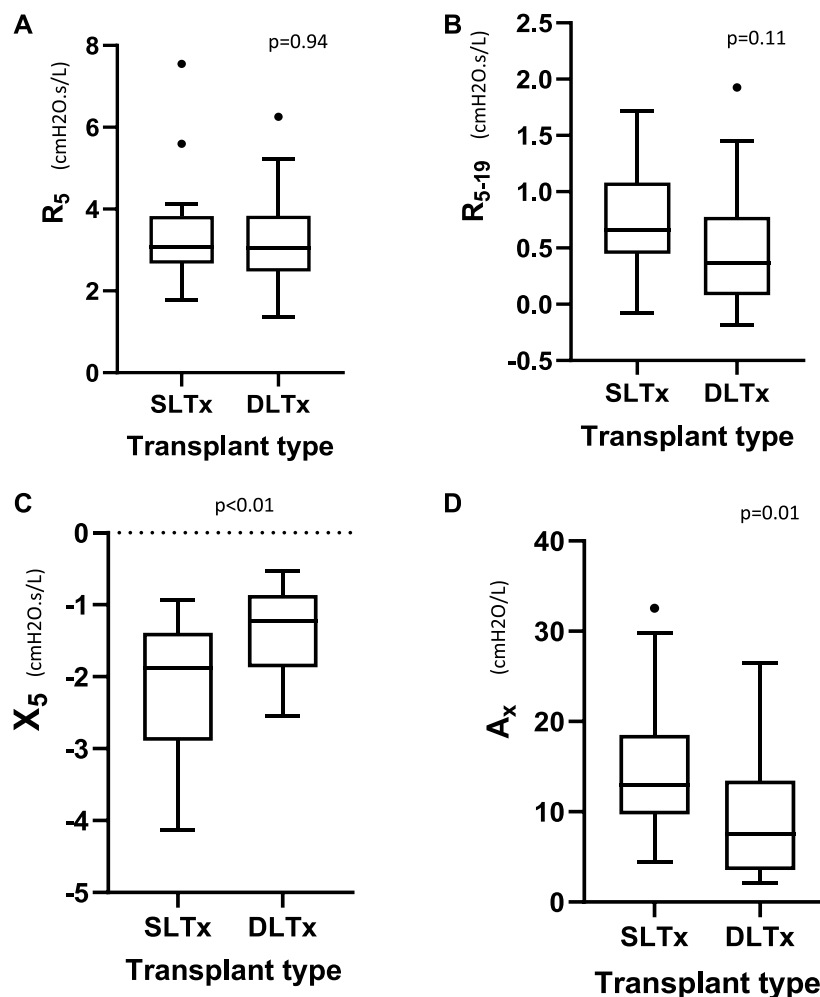 A
p=0.94
R5 (cmH2O.s/L)
8
6
4
2
0
SLTx DLTx
Transplant type
B
p=0.11
R5-19 (cmH2O.s/L)
2.5
2.0
1.5
1.0
0.5
0.0
-0.5
SLTx DLTx
Transplant type
C
p<0.01
X5 (cmH2O.s/L)
0
-1
-2
-3
-4
-5
SLTx DLTx
Transplant type
D
p=0.01
Ax (cmH2O/L)
40
30
20
10
0
SLTx DLTx
Transplant type